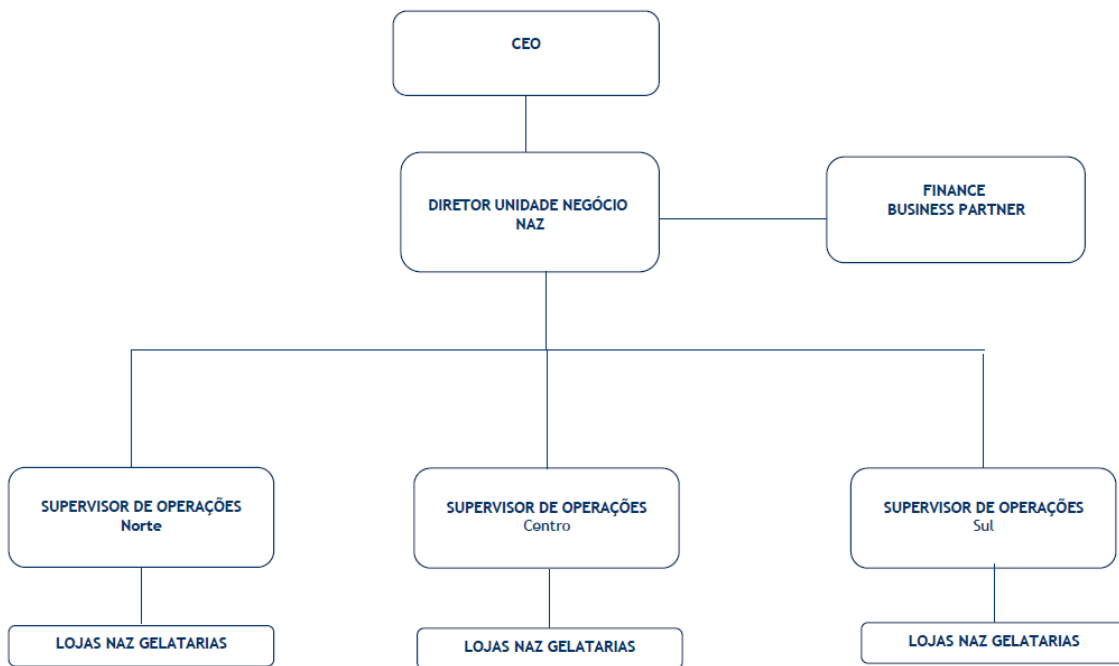 CEO
DIRETOR UNIDADE NEGÓCIO
NAZ
FINANCE
BUSINESS PARTNER
SUPERVISOR DE OPERAÇÕES
Norte
SUPERVISOR DE OPERAÇÕES
Centro
SUPERVISOR DE OPERAÇÕES
Sul
LOJAS NAZ GELATARIAS
LOJAS NAZ GELATARIAS
LOJAS NAZ GELATARIAS